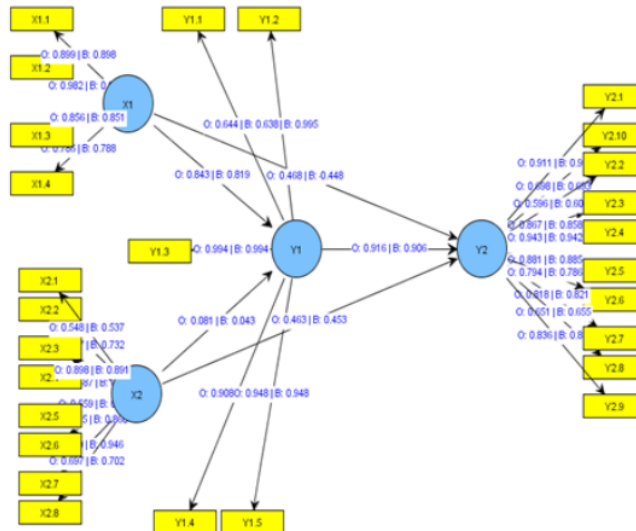 X1.1
Y1.1
Y1.2
O: 0.899 | B: 0.898
X1.2
O: 0.982 | B:
X1
Y2.1
O: 0.856 | B: 0.851
O: 0.644 | B: 0.638
B: 0.995
X1.3
Y2.10
O: 0.911 | B:
Y2.2
X1.4
B: 0.788
O: 0.843 | B: 0.819
O: 0.468 | B: -0.448
O: 0.596 | B:
Y2.3
O: 0.867 | B: 0.858
Y2.4
O: 0.943 | B: 0.942
Y1.3
O: 0.994 | B: 0.994
Y1
O: 0.916 | B: 0.906
Y2
O: 0.881 | B: 0.885
Y2.5
O: 0.794 | B: 0.786
X2.1
O: 0.818 | B: 0.821
Y2.6
X2.2
O: 0.081 | B: 0.043
O: 0.463 | B: 0.453
O: 0.651 | B: 0.655
O: 0.548 | B: 0.537
O: 0.836 | B:
Y2.7
B: 0.732
X2.3
Y2.8
O: 0.898 | B: 0.891
X2
O: 0.908
O: 0.948 | B: 0.948
Y2.9
X2.5
X2.6
B: 0.946
O: 0.697 | B: 0.702
X2.7
X2.8
Y1.4
Y1.5